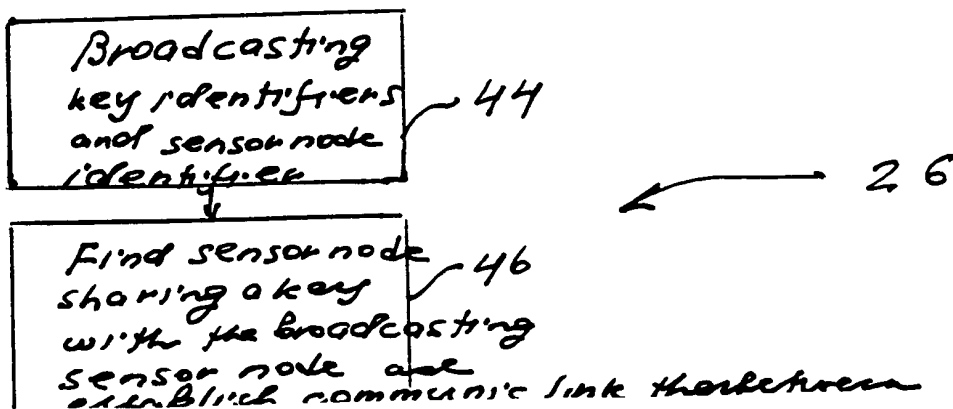 Broadcasting
key identifiers
and sensor node
identifier
44
26
Find sensor node
46
sharing a key
with the broadcasting
sensor node and
establish communic link therebetween